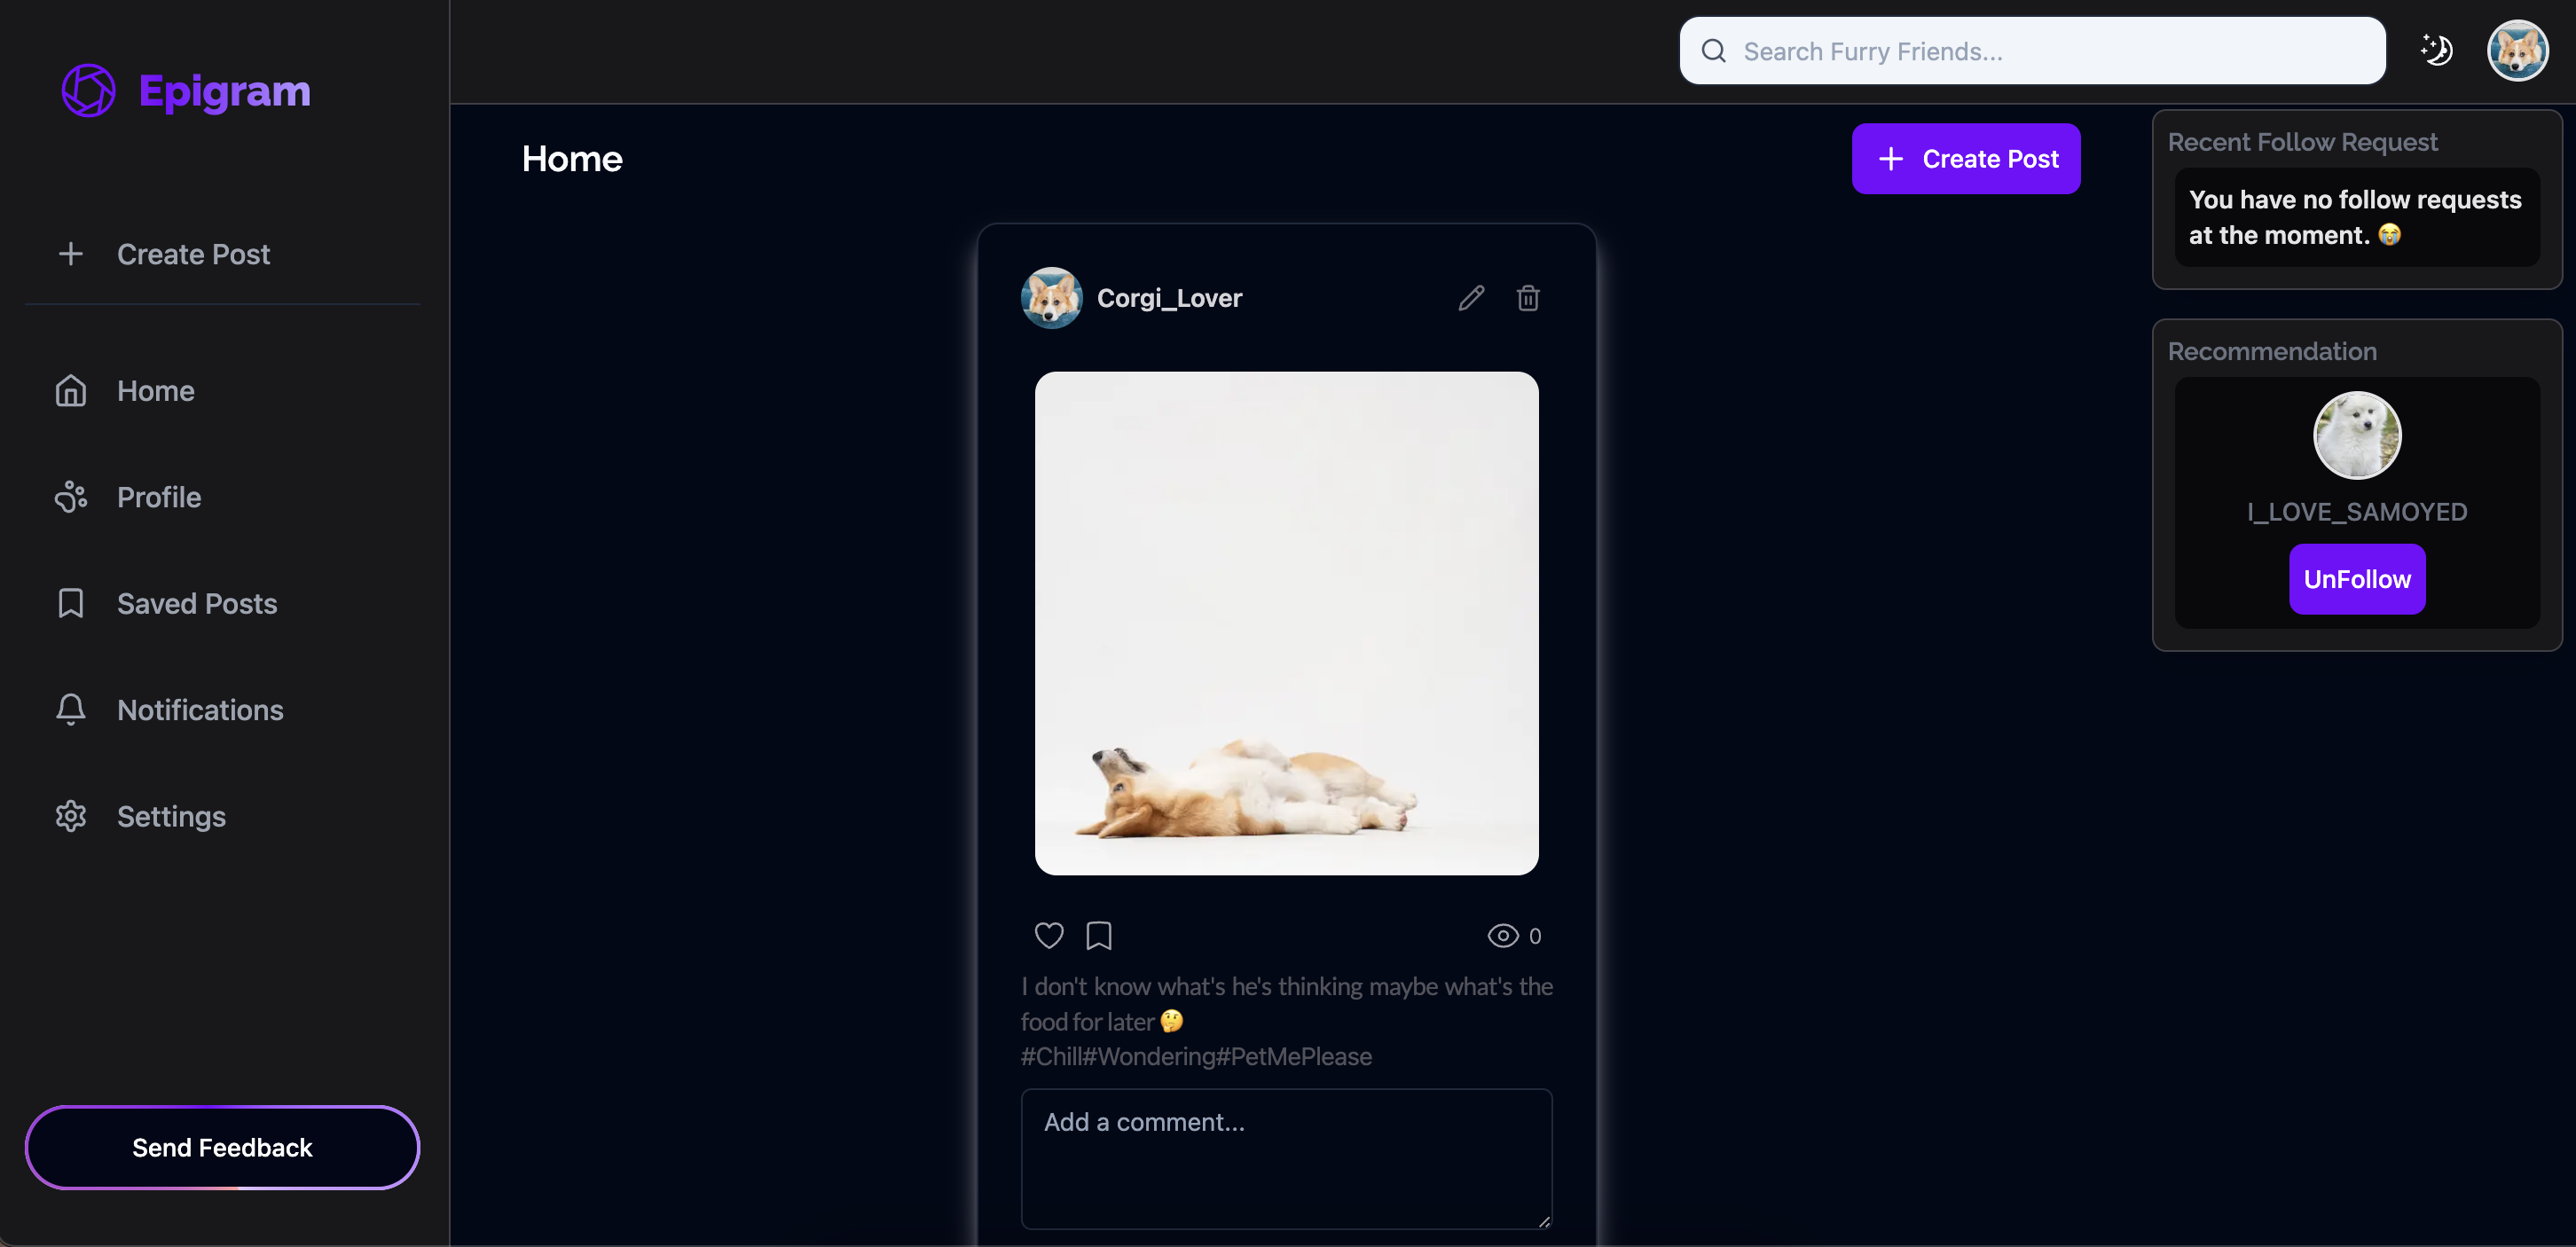 Epigram
Create Post
Home
Profile
Saved Posts
Notifications
Settings
Send Feedback
Search Furry Friends...
Home
Create Post
Corgi_Lover
0
I don't know what's he's thinking maybe what's the
food for later 🤔
#Chill#Wondering#PetMePlease
Add a comment...
Recent Follow Request
You have no follow requests
at the moment. 😭
Recommendation
I_LOVE_SAMOYED
UnFollow